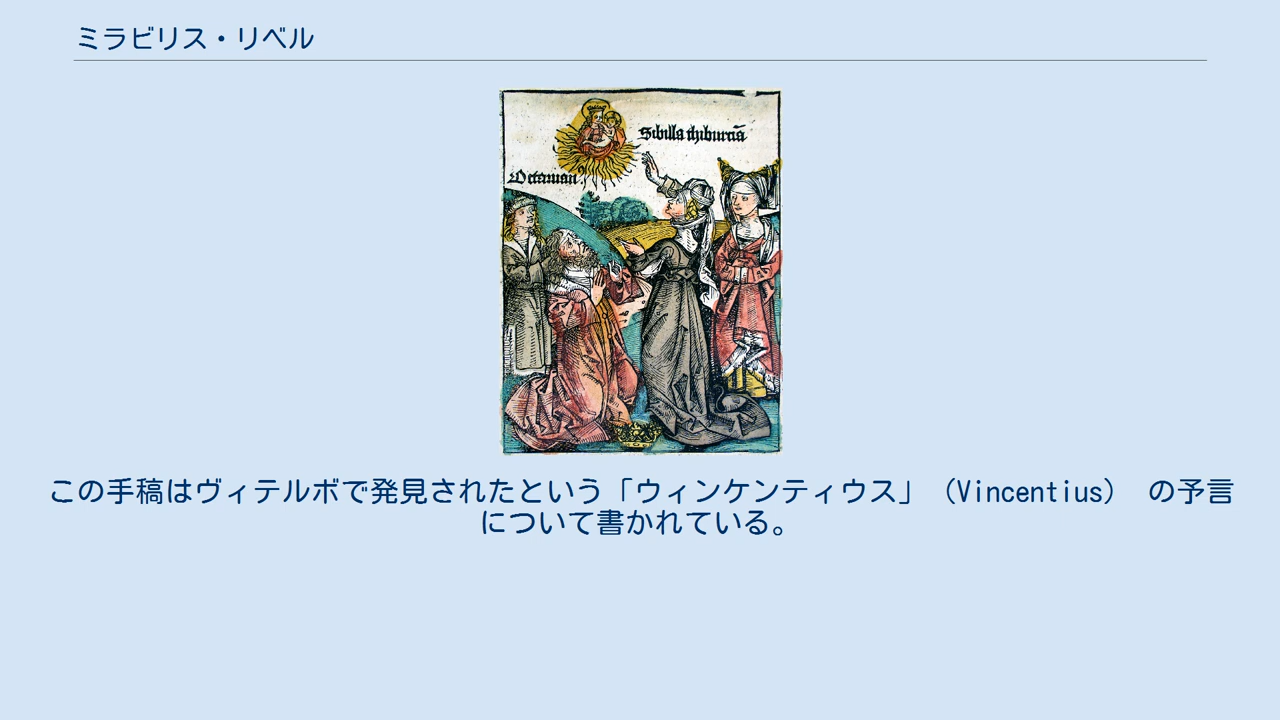 ミラビリス・リベル
Sibilla thiburtiã
Octavian9
この手稿はヴィテルボで発見されたという「ウィンケンティウス」（Vincentius） の予言
について書かれている。